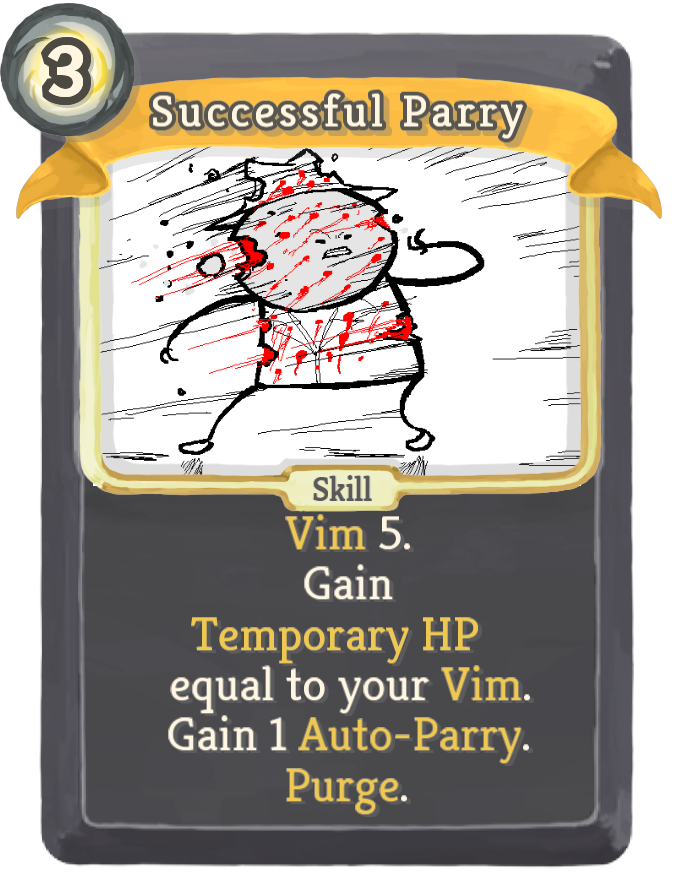 3
Successful Parry
Skill
Vim 5.
Gain
Temporary HP
equal to your Vim.
Gain 1 Auto-Parry.
Purge.